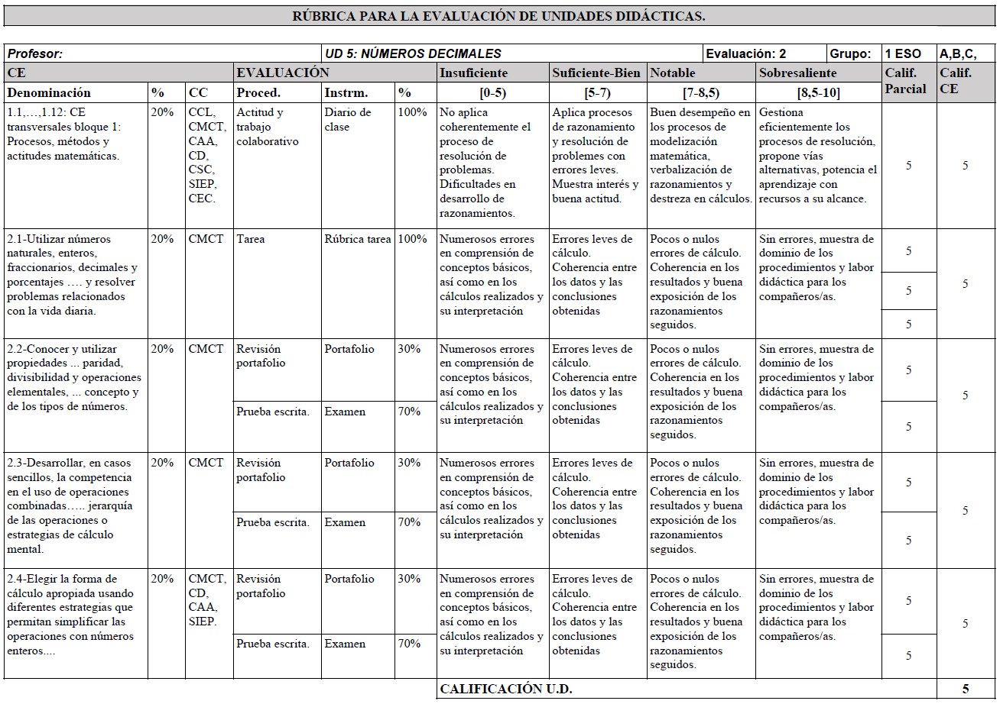 RÚBRICA PARA LA EVALUACIÓN DE UNIDADES DIDÁCTICAS.
Profesor: UD 5: NÚMEROS DECIMALES Evaluación: 2 Grupo: 1 ESO A,B,C,
CE EVALUACIÓN Insuficiente Suficiente-Bien Notable Sobresaliente Calif. Parcial Calif. CE
Denominación % CC Proced. Instrm. % [0-5) [5-7) [7-8,5) [8,5-10]
1.1,…,1.12: CE
transversales bloque 1:
Procesos, métodos y
actitudes matemáticas.
20%
CCL,
CMCT,
CAA,
CD,
CSC,
SIEP,
CEC.
Actitud y
trabajo
colaborativo
Diario de
clase
100%
No aplica
coherentemente el
proceso de
resolución de
problemas.
Dificultades en
desarrollo de
razonamientos.
Aplica procesos
de razonamiento
y resolución de
problemes con
errores leves.
Muestra interés y
buena actitud.
Buen desempeño en
los procesos de
modelización
matemática,
verbalización de
razonamientos y
destreza en cálculos.
Gestiona
eficientemente los
procesos de resolución,
propone vías
alternativas, potencia el
aprendizaje con
recursos a su alcance.
5
5
2.1-Utilizar números
naturales, enteros,
fraccionarios, decimales y
porcentajes …. y resolver
problemas relacionados
con la vida diaria.
20%
CMCT
Tarea
Rúbrica tarea
100%
Numerosos errores
en comprensión de
conceptos básicos,
así como en los
cálculos realizados y
su interpretación
Errores leves de
cálculo.
Coherencia entre
los datos y las
conclusiones
obtenidas
Pocos o nulos
errores de cálculo.
Coherencia en los
resultados y buena
exposición de los
razonamientos
seguidos.
Sin errores, muestra de
dominio de los
procedimientos y labor
didáctica para los
compañeros/as.
5
5
5
5
2.2-Conocer y utilizar
propiedades ... paridad,
divisibilidad y operaciones
elementales, ... concepto y
de los tipos de números.
20%
CMCT
Revisión
portafolio
Portafolio
30%
Prueba escrita.
Examen
70%
Numerosos errores
en comprensión de
conceptos básicos,
así como en los
cálculos realizados y
su interpretación
Errores leves de
cálculo.
Coherencia entre
los datos y las
conclusiones
obtenidas
Pocos o nulos
errores de cálculo.
Coherencia en los
resultados y buena
exposición de los
razonamientos
seguidos.
Sin errores, muestra de
dominio de los
procedimientos y labor
didáctica para los
compañeros/as.
5
5
5
2.3-Desarrollar, en casos
sencillos, la competencia
en el uso de operaciones
combinadas….. jerarquía
de las operaciones o
estrategias de cálculo
mental.
20%
CMCT
Revisión
portafolio
Portafolio
30%
Prueba escrita.
Examen
70%
Numerosos errores
en comprensión de
conceptos básicos,
así como en los
cálculos realizados y
su interpretación
Errores leves de
cálculo.
Coherencia entre
los datos y las
conclusiones
obtenidas
Pocos o nulos
errores de cálculo.
Coherencia en los
resultados y buena
exposición de los
razonamientos
seguidos.
Sin errores, muestra de
dominio de los
procedimientos y labor
didáctica para los
compañeros/as.
5
5
5
2.4-Elegir la forma de
cálculo apropiada usando
diferentes estrategias que
permitan simplificar las
operaciones con números
enteros....
20%
CMCT,
CD,
CAA,
SIEP.
Revisión
portafolio
Portafolio
30%
Prueba escrita.
Examen
70%
Numerosos errores
en comprensión de
conceptos básicos,
así como en los
cálculos realizados y
su interpretación
Errores leves de
cálculo.
Coherencia entre
los datos y las
conclusiones
obtenidas
Pocos o nulos
errores de cálculo.
Coherencia en los
resultados y buena
exposición de los
razonamientos
seguidos.
Sin errores, muestra de
dominio de los
procedimientos y labor
didáctica para los
compañeros/as.
5
5
5
CALIFICACIÓN U.D. 5